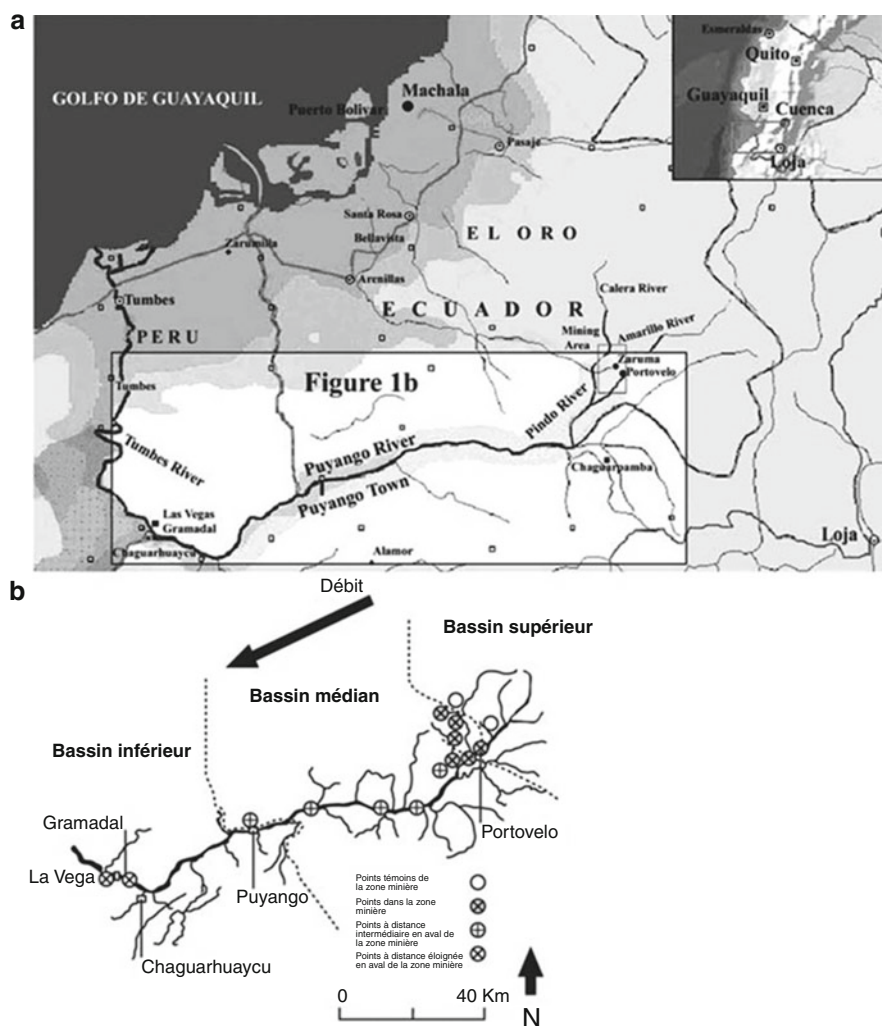 a
GOLFO DE GUAYAQUIL
Puerto Bolivar
Machala
Pasaje
Esmeraldas
Quito
Guayaquil
Cuenca
Loja
Santa Rosa
Bellavista
EL ORO
Zarumilla
Arenillas
ECUADOR
Calera River
Tumbes
PERU
Mining
Area
Amarillo River
Zaruma
Portovelo
Tumbes
Figure 1b
Pindo River
Tumbes River
Puyango River
Puyango Town
Chaguarpamba
Las Vegas
Gramadal
Chaguarhuaycu
Alamor
Loja
b
Débit
Bassin supérieur
Bassin médian
Bassin inférieur
Gramadal
La Vega
Portovelo
Puyango
Chaguarhuaycu
Points témoins de
la zone minière
Points dans la zone
minière
Points à distance
intermédiaire en aval de
la zone minière
Points à distance éloignée
en aval de la zone minière
0 40 Km
N